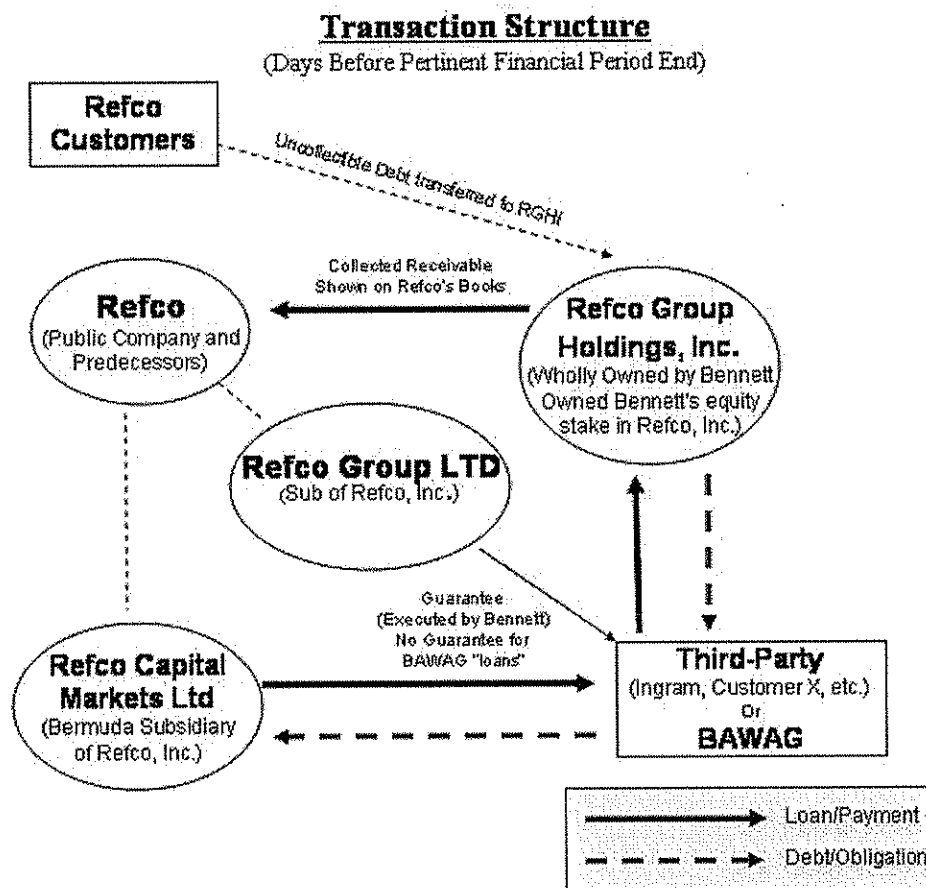 Transaction Structure
(Days Before Pertinent Financial Period End)
Refco
Customers
Uncollectible Debt transferred to RGHI
Collected Receivable
Shown on Refco's Books
Refco
(Public Company and
Predecessors)
Refco Group
Holdings, Inc.
(Wholly Owned by Bennett
Owned Bennett's equity
stake in Refco, Inc.)
Refco Group LTD
(Sub of Refco, Inc.)
Guarantee
(Executed by Bennett)
No Guarantee for
BAWAG "loans"
Refco Capital
Markets Ltd
(Bermuda Subsidiary
of Refco, Inc.)
Third-Party
(Ingram, Customer X, etc.)
Or
BAWAG
Loan/Payment
Debt/Obligation